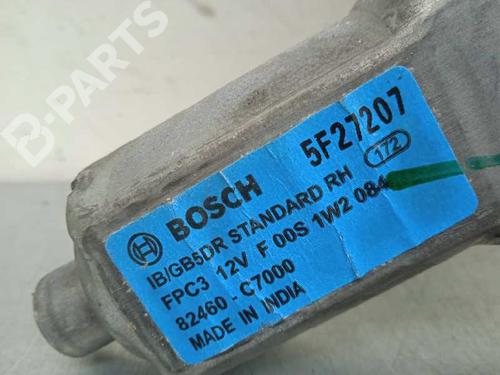 B-PARTS
5F27207
BOSCH
172
IB/GB5DR STANDARD RH
FPC3 12V F 00S 1W2 084
82460-C7000
MADE IN INDIA